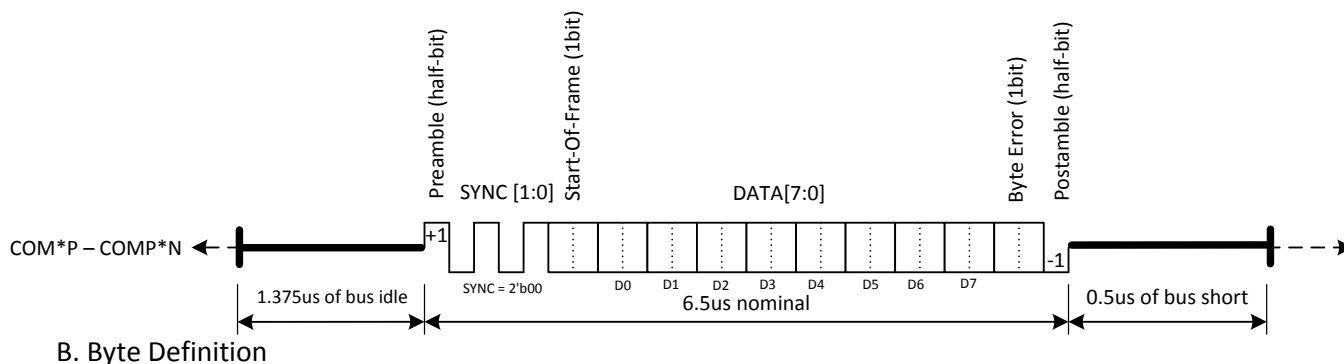 Preamble (half-bit)
SYNC [1:0]
Start-Of-Frame (1bit)
DATA[7:0]
Byte Error (1bit)
Postamble (half-bit)
COM*P – COMP*N
+1
-1
SYNC = 2'b00
D0 D1 D2 D3 D4 D5 D6 D7
1.375us of bus idle
6.5us nominal
0.5us of bus short
B. Byte Definition